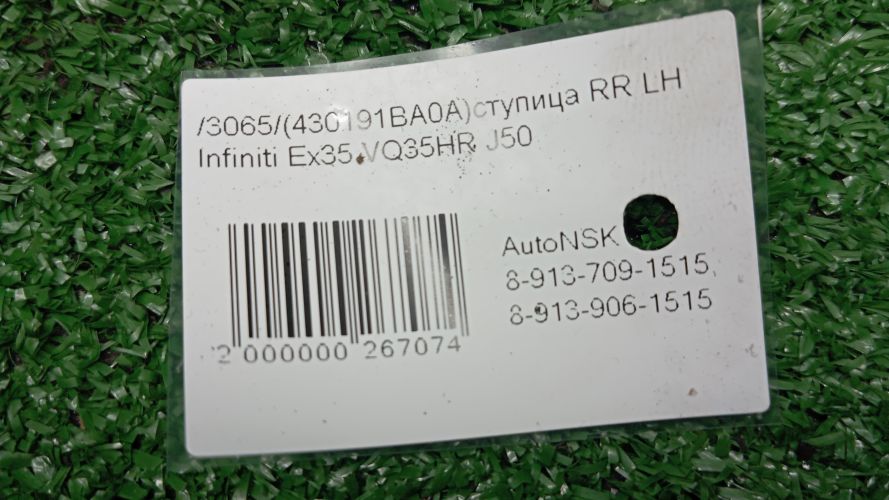 /3065/(430191BA0A)ступица RR LH
Infiniti Ex35 VQ35HR J50
AutoNSK
8-913-709-1515,
8-913-906-1515
2 000000 267074